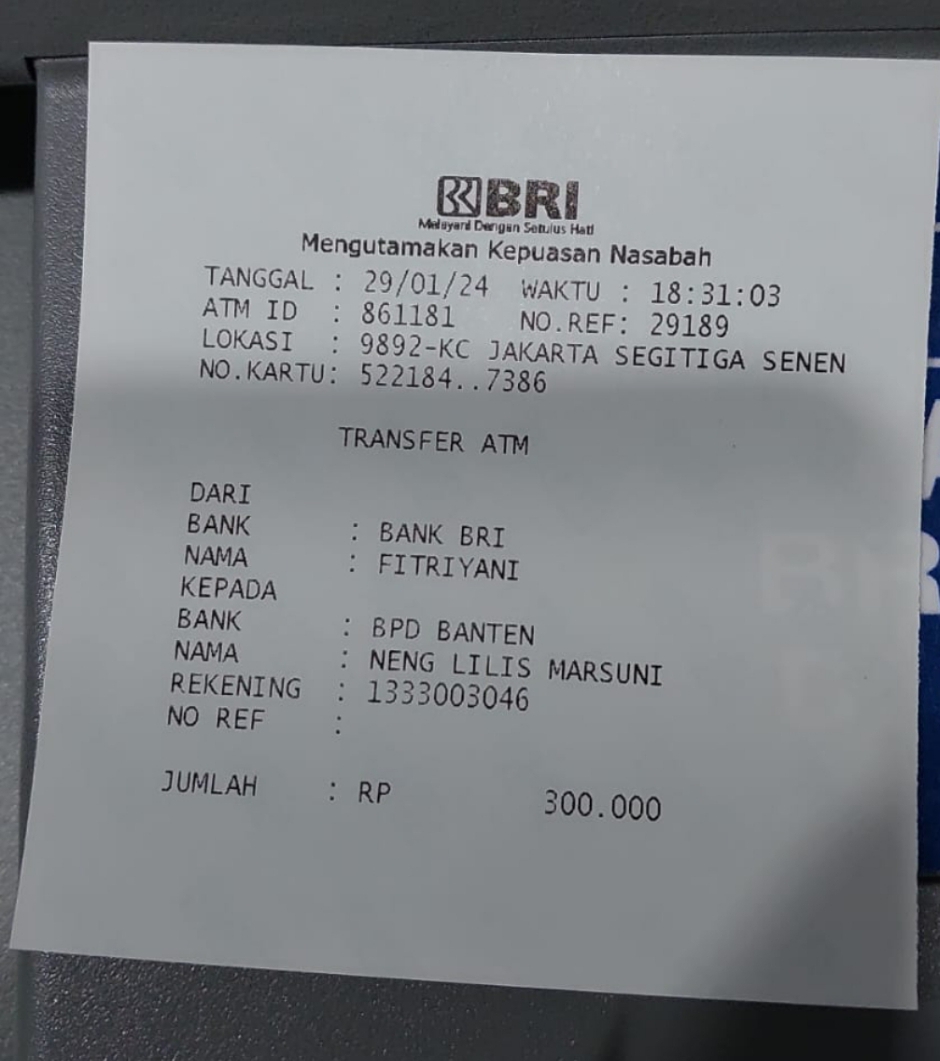 BRI
Melayani Dengan Setulus Hati
Mengutamakan Kepuasan Nasabah
TANGGAL : 29/01/24 WAKTU : 18:31:03
ATM ID : 861181 NO.REF: 29189
LOKASI : 9892-KC JAKARTA SEGITIGA SENEN
NO.KARTU: 522184..7386
TRANSFER ATM
DARI
BANK : BANK BRI
NAMA : FITRIYANI
KEPADA
BANK : BPD BANTEN
NAMA : NENG LILIS MARSUNI
REKENING : 1333003046
NO REF :
JUMLAH : RP 300.000